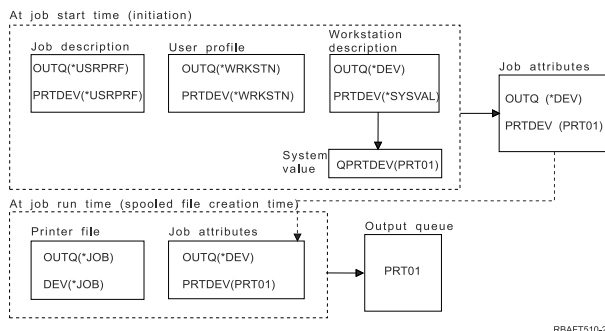 At job start time (initiation)
Job description
OUTQ(*USRPRF)
PRTDEV(*USRPRF)
User profile
OUTQ(*WRKSTN)
PRTDEV(*WRKSTN)
Workstation
description
OUTQ(*DEV)
PRTDEV(*SYSVAL)
System
value
QPRTDEV(PRT01)
Job attributes
OUTQ (*DEV)
PRTDEV (PRT01)
At job run time (spooled file creation time)
Printer file
OUTQ(*JOB)
DEV(*JOB)
Job attributes
OUTQ(*DEV)
PRTDEV(PRT01)
Output queue
PRT01
RBAFT510-2